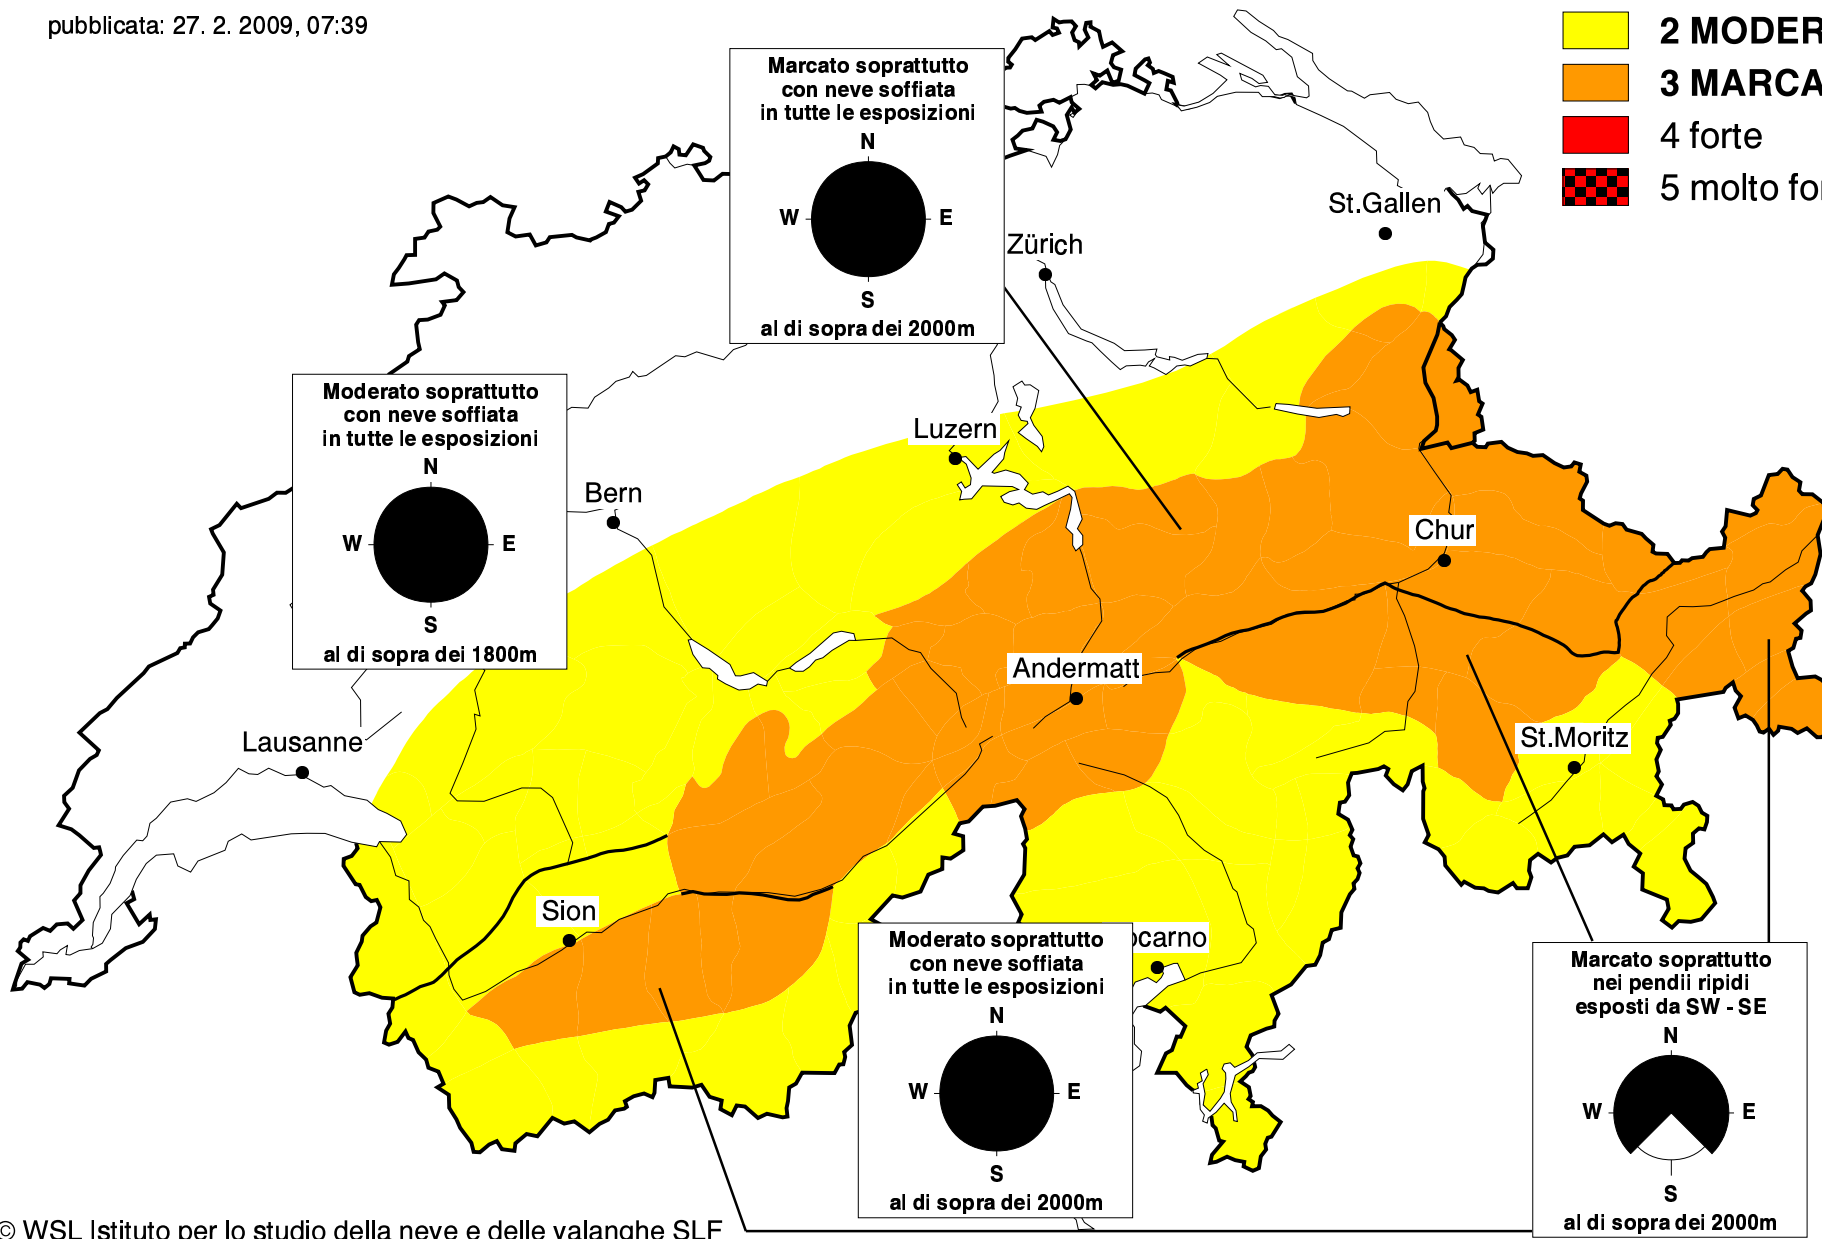 pubblicata: 27. 2. 2009, 07:39
2 MODER
3 MARCA
4 forte
5 molto for
Marcato soprattutto
con neve soffiata
in tutte le esposizioni
N
W E
S
al di sopra dei 2000m
St.Gallen
Zürich
Moderato soprattutto
con neve soffiata
in tutte le esposizioni
N
W E
S
al di sopra dei 1800m
Luzern
Bern
Chur
Andermatt
Lausanne
St.Moritz
Sion
ocarno
Moderato soprattutto
con neve soffiata
in tutte le esposizioni
N
W E
S
al di sopra dei 2000m
Marcato soprattutto
nei pendii ripidi
esposti da SW - SE
N
W E
S
al di sopra dei 2000m
© WSL Istituto per lo studio della neve e delle valanghe SLF